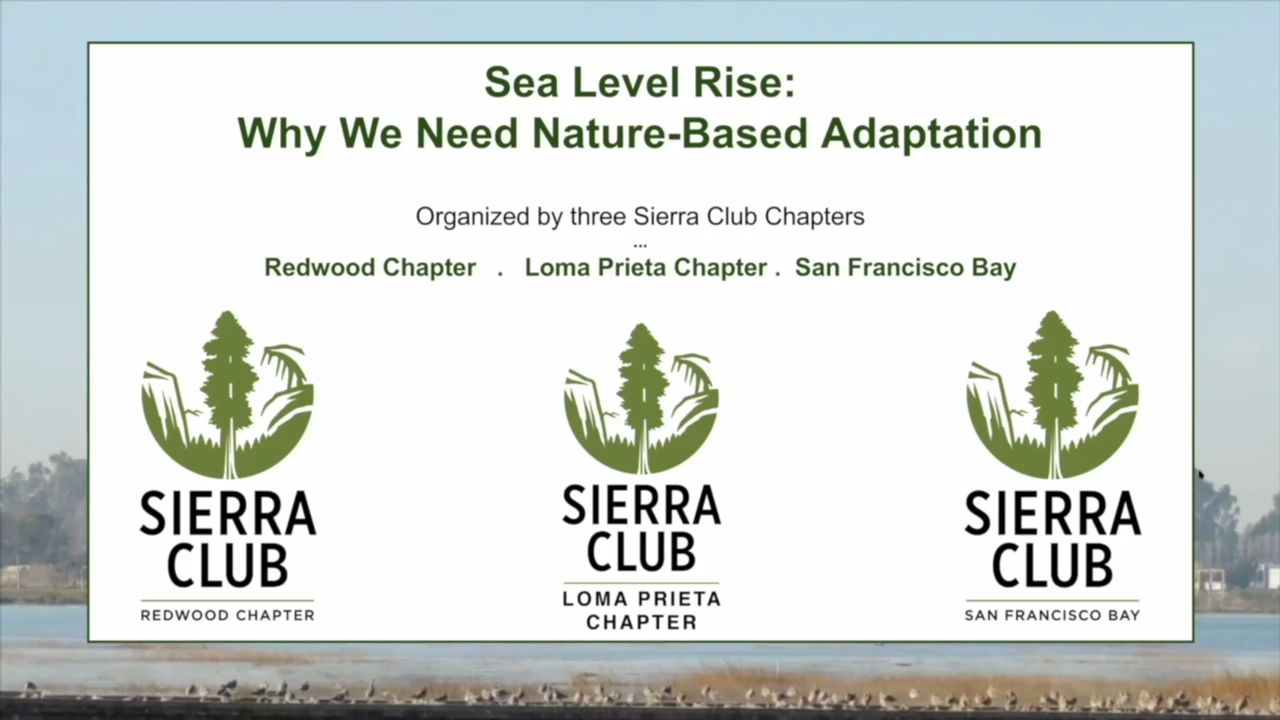 Sea Level Rise:
Why We Need Nature-Based Adaptation
Organized by three Sierra Club Chapters
...
Redwood Chapter . Loma Prieta Chapter . San Francisco Bay
SIERRA
CLUB
REDWOOD CHAPTER
SIERRA
CLUB
LOMA PRIETA
CHAPTER
SIERRA
CLUB
SAN FRANCISCO BAY